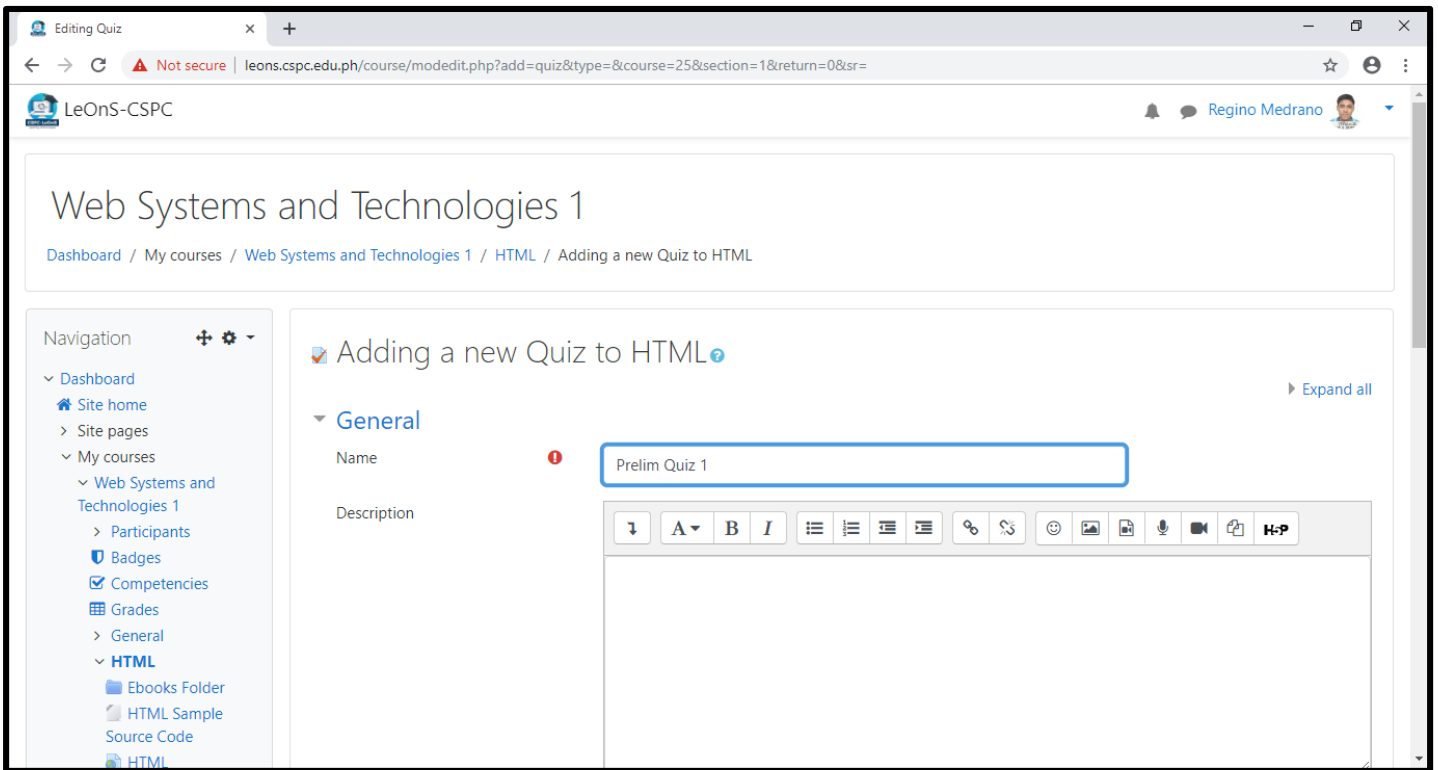 Editing Quiz
Not secure | leons.cspc.edu.ph/course/modedit.php?add=quiz&type=&course=25&section=1&return=0&sr=
LeOnS-CSPC
Regino Medrano
Web Systems and Technologies 1
Dashboard / My courses / Web Systems and Technologies 1 / HTML / Adding a new Quiz to HTML
Navigation
Dashboard
Site home
Site pages
My courses
Web Systems and
Technologies 1
Participants
Badges
Competencies
Grades
General
HTML
Ebooks Folder
HTML Sample
Source Code
HTML
Adding a new Quiz to HTML
Expand all
General
Name
Prelim Quiz 1
Description
A B I
H-P